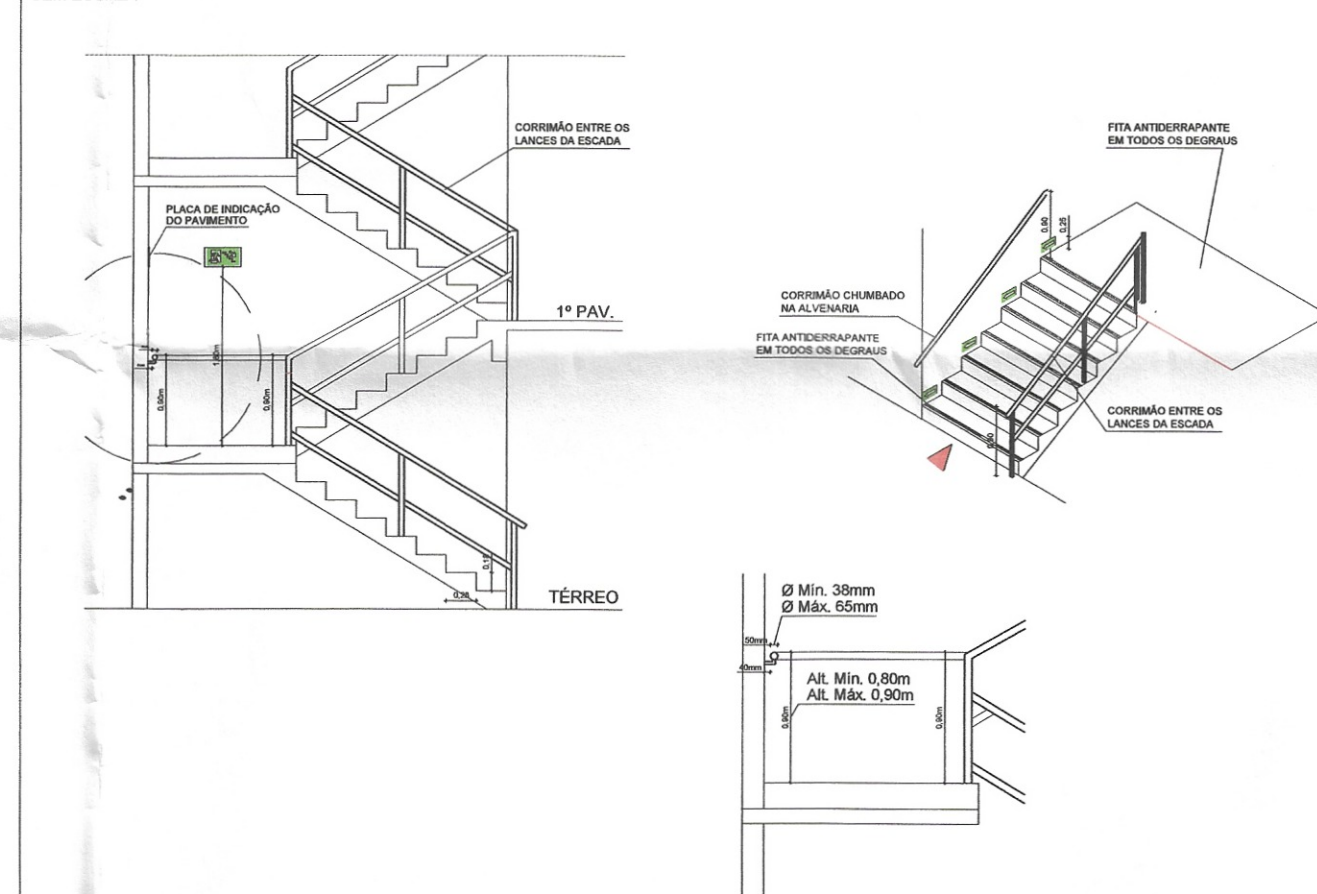 CORRIMÃO ENTRE OS
LANCES DA ESCADA
PLACA DE INDICAÇÃO
DO PAVIMENTO
1º PAV.
0,90m
1,80m
0,90m
0,18
0,28
TÉRREO
FITA ANTIDERRAPANTE
EM TODOS OS DEGRAUS
0,90
0,25
CORRIMÃO CHUMBADO
NA ALVENARIA
FITA ANTIDERRAPANTE
EM TODOS OS DEGRAUS
CORRIMÃO ENTRE OS
LANCES DA ESCADA
0,90
Ø Mín. 38mm
Ø Máx. 65mm
50mm
40mm
Alt. Mín. 0,80m
Alt. Máx. 0,90m
0,90m
0,90m